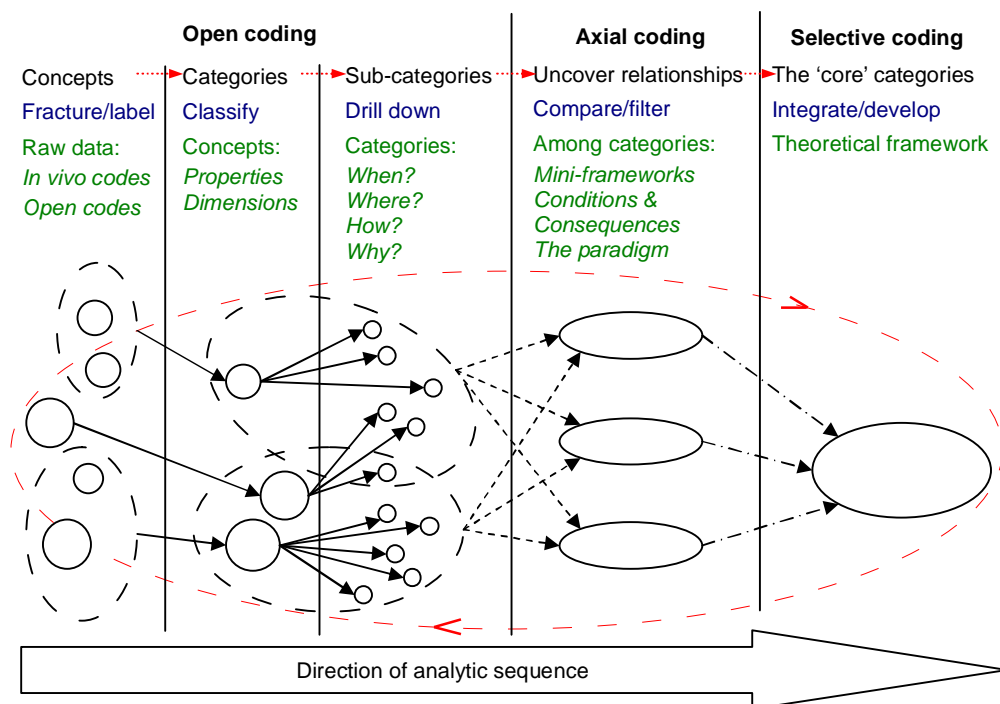 Open coding
Axial coding
Selective coding
Concepts
Categories
Sub-categories
Uncover relationships
The ‘core’ categories
Fracture/label
Classify
Drill down
Compare/filter
Integrate/develop
Raw data:
In vivo codes
Open codes
Concepts:
Properties
Dimensions
Categories:
When?
Where?
How?
Why?
Among categories:
Mini-frameworks
Conditions &
Consequences
The paradigm
Theoretical framework
Direction of analytic sequence